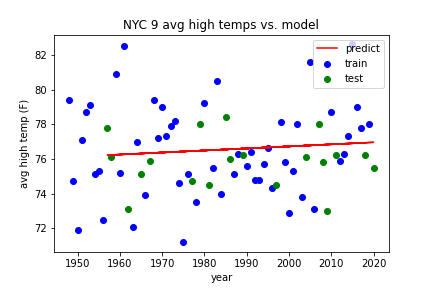 NYC 9 avg high temps vs. model
predict
train
test
avg high temp (F)
82
80
78
76
74
72
1950
1960
1970
1980
1990
2000
2010
2020
year